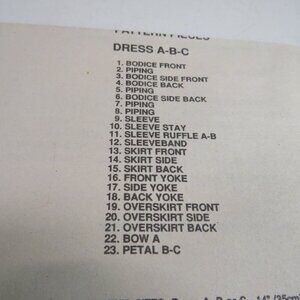 PATTERN PIECES
DRESS A-B-C
1. BODICE FRONT
2. PIPING
3. BODICE SIDE FRONT
4. BODICE BACK
5. PIPING
6. BODICE SIDE BACK
7. PIPING
8. PIPING
9. SLEEVE
10. SLEEVE STAY
11. SLEEVE RUFFLE A-B
12. SLEEVEBAND
13. SKIRT FRONT
14. SKIRT SIDE
15. SKIRT BACK
16. FRONT YOKE
17. SIDE YOKE
18. BACK YOKE
19. OVERSKIRT FRONT
20. OVERSKIRT SIDE
21. OVERSKIRT BACK
22. BOW A
23. PETAL B-C